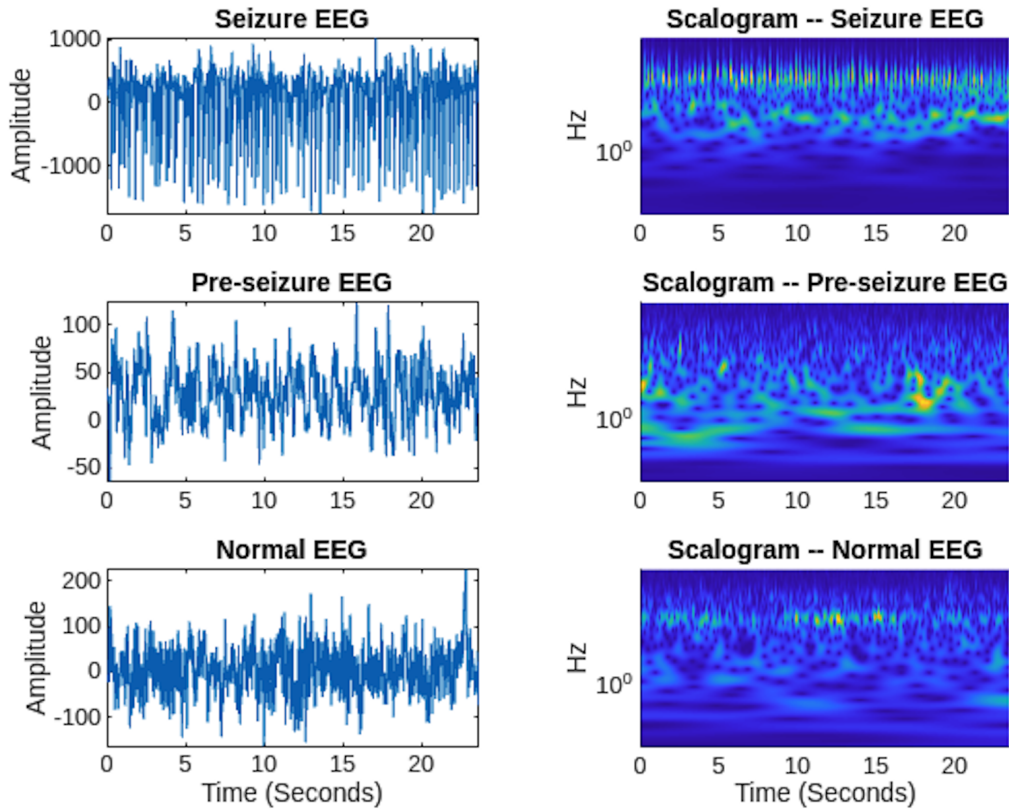 Seizure EEG
Amplitude
1000
0
-1000
0 5 10 15 20
Scalogram -- Seizure EEG
Hz
10⁰
0 5 10 15 20
Pre-seizure EEG
Amplitude
100
50
0
-50
0 5 10 15 20
Scalogram -- Pre-seizure EEG
Hz
10⁰
0 5 10 15 20
Normal EEG
Amplitude
200
100
0
-100
0 5 10 15 20
Time (Seconds)
Scalogram -- Normal EEG
Hz
10⁰
0 5 10 15 20
Time (Seconds)